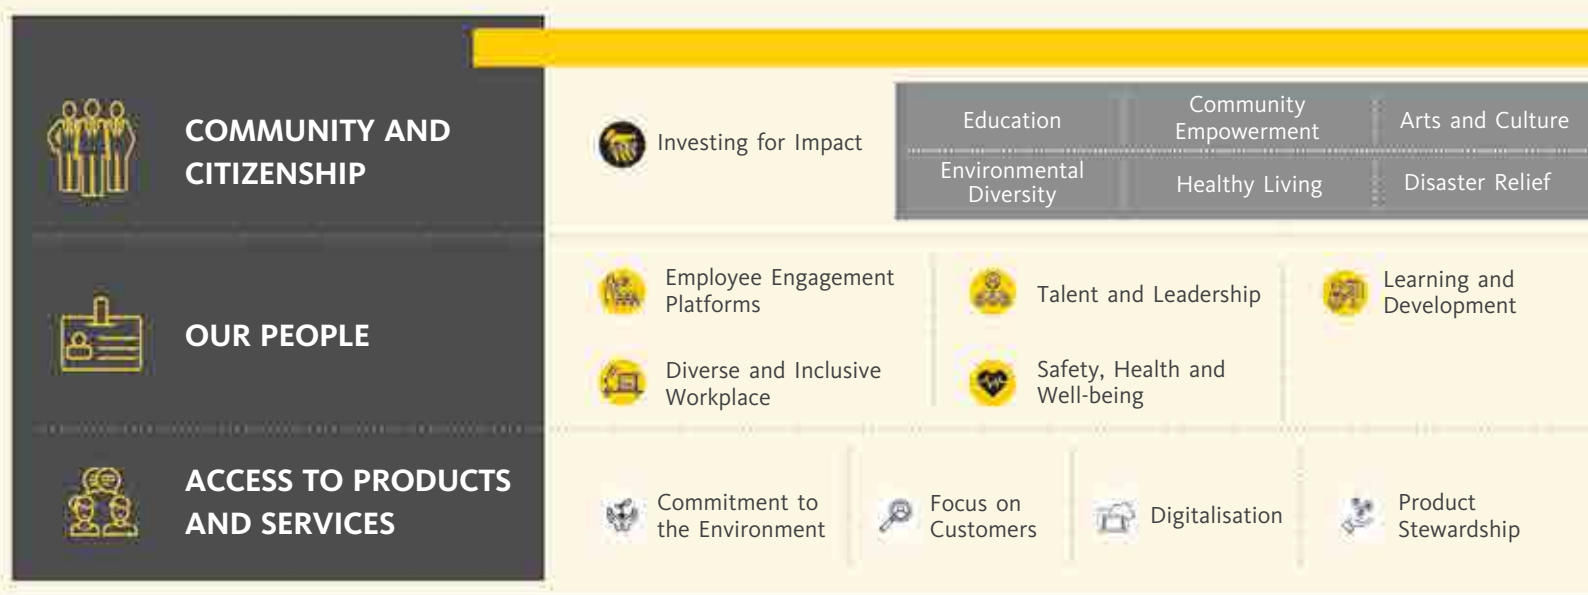 COMMUNITY AND
CITIZENSHIP
Investing for Impact
Education
Community
Empowerment
Arts and Culture
Environmental
Diversity
Healthy Living
Disaster Relief
OUR PEOPLE
Employee Engagement
Platforms
Talent and Leadership
Learning and
Development
Diverse and Inclusive
Workplace
Safety, Health and
Well-being
ACCESS TO PRODUCTS
AND SERVICES
Commitment to
the Environment
Focus on
Customers
Digitalisation
Product
Stewardship